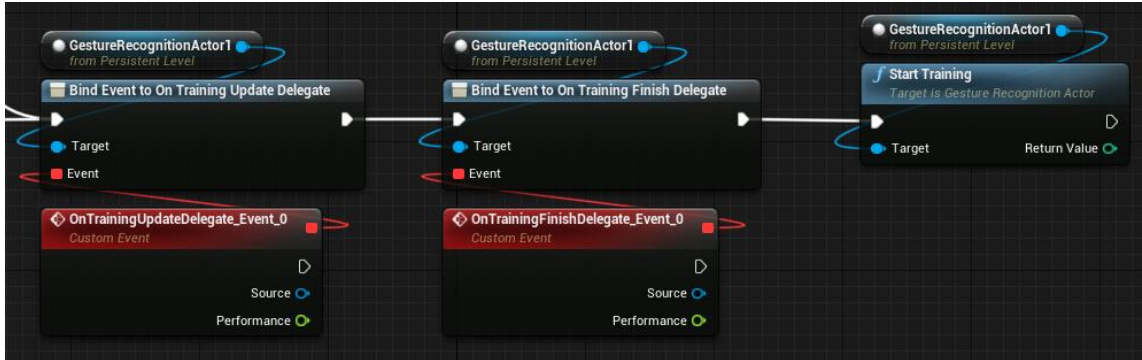 GestureRecognitionActor1
from Persistent Level
Bind Event to On Training Update Delegate
Target
Event
OnTrainingUpdateDelegate_Event_0
Custom Event
Source
Performance
GestureRecognitionActor1
from Persistent Level
Bind Event to On Training Finish Delegate
Target
Event
OnTrainingFinishDelegate_Event_0
Custom Event
Source
Performance
GestureRecognitionActor1
from Persistent Level
f Start Training
Target is Gesture Recognition Actor
Target Return Value